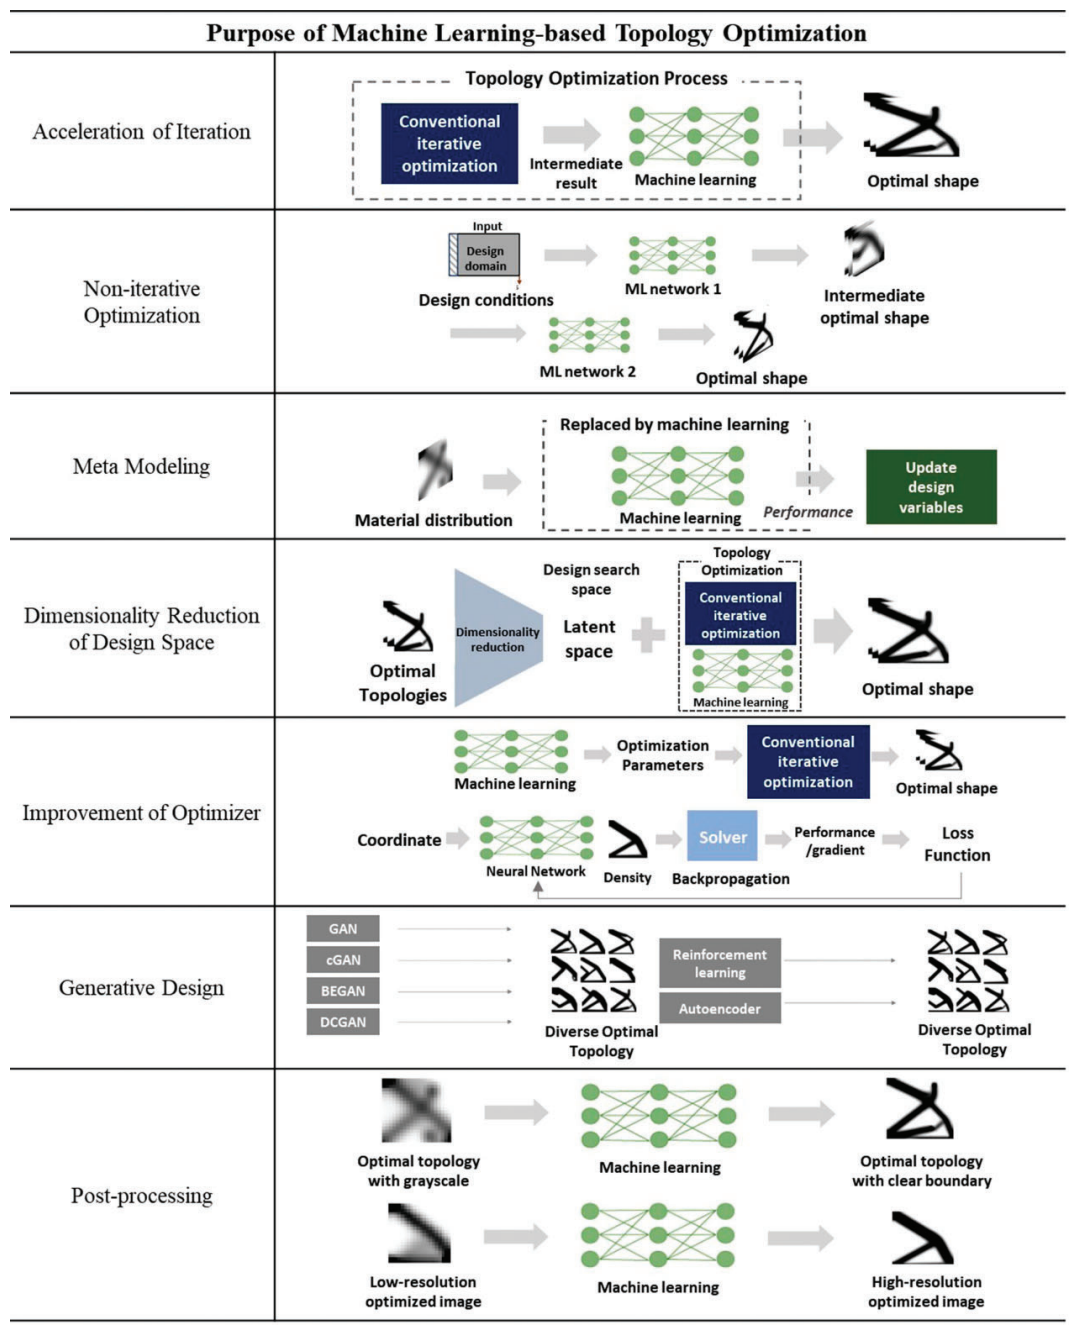 Purpose of Machine Learning-based Topology Optimization
Acceleration of Iteration
Topology Optimization Process
Conventional
iterative
optimization
Intermediate
result
Machine learning
Optimal shape
Non-iterative
Optimization
Input
Design
domain
Design conditions
ML network 1
Intermediate
optimal shape
ML network 2
Optimal shape
Meta Modeling
Material distribution
Replaced by machine learning
Machine learning
Performance
Update
design
variables
Dimensionality Reduction
of Design Space
Optimal
Topologies
Dimensionality
reduction
Design search
space
Latent
space
Topology
Optimization
Conventional
iterative
optimization
Machine learning
Optimal shape
Improvement of Optimizer
Machine learning
Optimization
Parameters
Conventional
iterative
optimization
Optimal shape
Coordinate
Neural Network
Density
Solver
Backpropagation
Performance
/gradient
Loss
Function
Generative Design
GAN
cGAN
BEGAN
DCGAN
Diverse Optimal
Topology
Reinforcement
learning
Autoencoder
Diverse Optimal
Topology
Post-processing
Optimal topology
with grayscale
Machine learning
Optimal topology
with clear boundary
Low-resolution
optimized image
Machine learning
High-resolution
optimized image